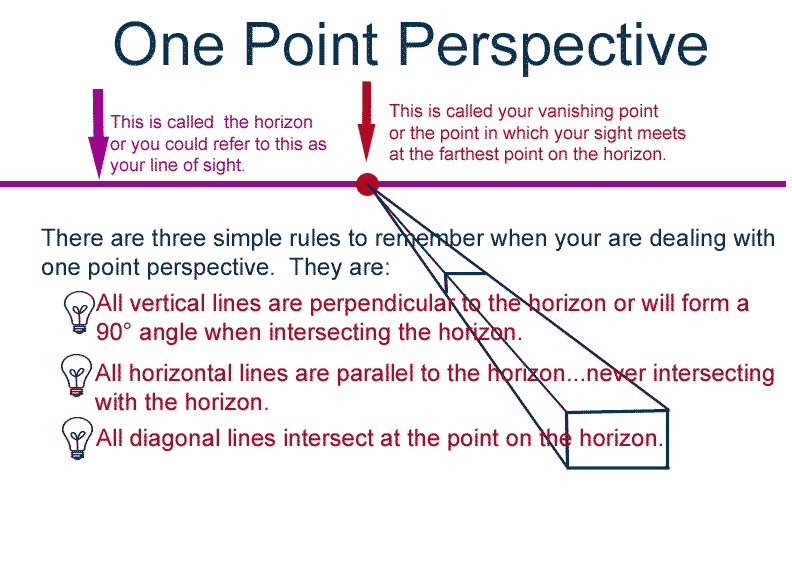 One Point Perspective
This is called the horizon
or you could refer to this as
your line of sight.
This is called your vanishing point
or the point in which your sight meets
at the farthest point on the horizon.
There are three simple rules to remember when your are dealing with
one point perspective. They are:
All vertical lines are perpendicular to the horizon or will form a
90° angle when intersecting the horizon.
All horizontal lines are parallel to the horizon...never intersecting
with the horizon.
All diagonal lines intersect at the point on the horizon.